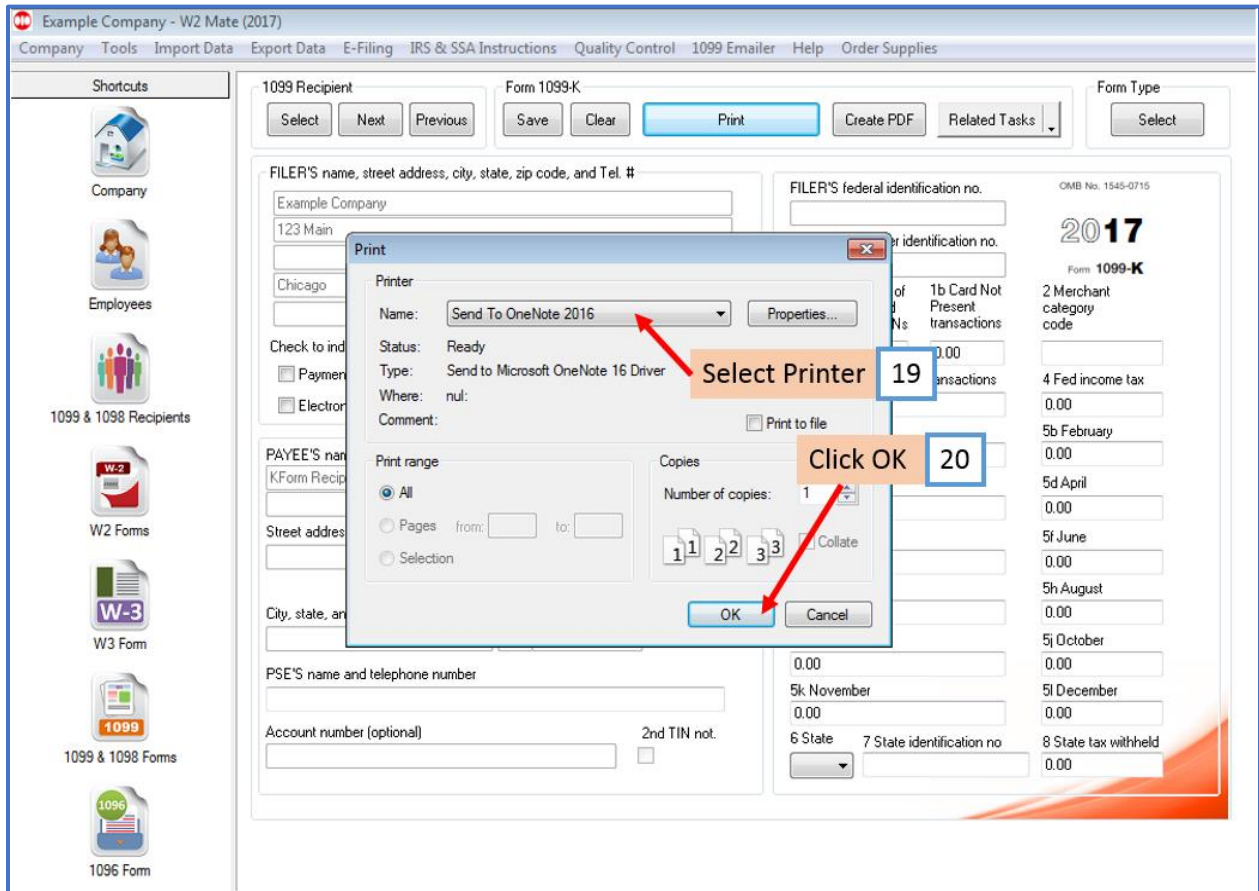 Example Company - W2 Mate (2017)
Company Tools Import Data Export Data E-Filing IRS & SSA Instructions Quality Control 1099 Emailer Help Order Supplies
Shortcuts
Company
Employees
1099 & 1098 Recipients
W-2
W2 Forms
W-3
W3 Form
1099
1099 & 1098 Forms
1096
1096 Form
1099 Recipient
Select Next Previous
Form 1099-K
Save Clear Print Create PDF Related Tasks
Form Type
Select
FILER'S name, street address, city, state, zip code, and Tel. #
Example Company
123 Main
Chicago
Check to ind
Paymen
Electror
PAYEE'S nam
KForm Recip
Street addres
City, state, an
PSE'S name and telephone number
Account number (optional)
2nd TIN not.
Print
Printer
Name: Send To OneNote 2016 Properties...
Status: Ready
Type: Send to Microsoft OneNote 16 Driver
Where: nul:
Comment:
Print to file
Select Printer 19
Click OK 20
Print range
All
Pages from: to:
Selection
Copies
Number of copies: 1
1 1 2 2 3 3
Collate
OK Cancel
FILER'S federal identification no.
OMB No. 1545-0715
2017
Form 1099-K
er identification no.
of
Ns
1b Card Not
Present
transactions
0.00
2 Merchant
category
code
ansactions
4 Fed income tax
0.00
5b February
0.00
5d April
0.00
5f June
0.00
5h August
0.00
5j October
0.00 0.00
5k November 5l December
0.00 0.00
6 State 7 State identification no 8 State tax withheld
0.00